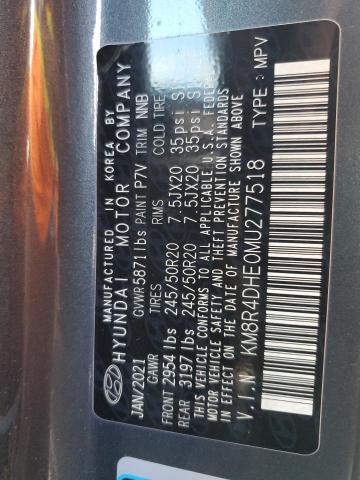 MANUFACTURED IN KOREA BY
HYUNDAI MOTOR COMPANY
JAN/2021 GVWR 5871 lbs PAINT P7V TRIM NNB
GAWR TIRES RIMS COLD TIRE
FRONT 2954 lbs 245/50R20 7.5JX20 35psi S
REAR 3197 lbs 245/50R20 7.5JX20 35psi S
THIS VEHICLE CONFORMS TO ALL APPLICABLE U.S.A. FEDER
MOTOR VEHICLE SAFETY AND THEFT PREVENTION STANDARDS
IN EFFECT ON THE DATE OF MANUFACTURE SHOWN ABOVE
V.I.N: KM8R4DHE0MU277518 TYPE: MPV